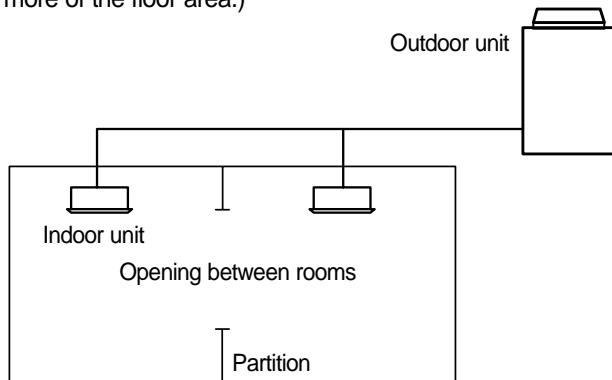 more of the floor area.)
Outdoor unit
Indoor unit
Opening between rooms
Partition